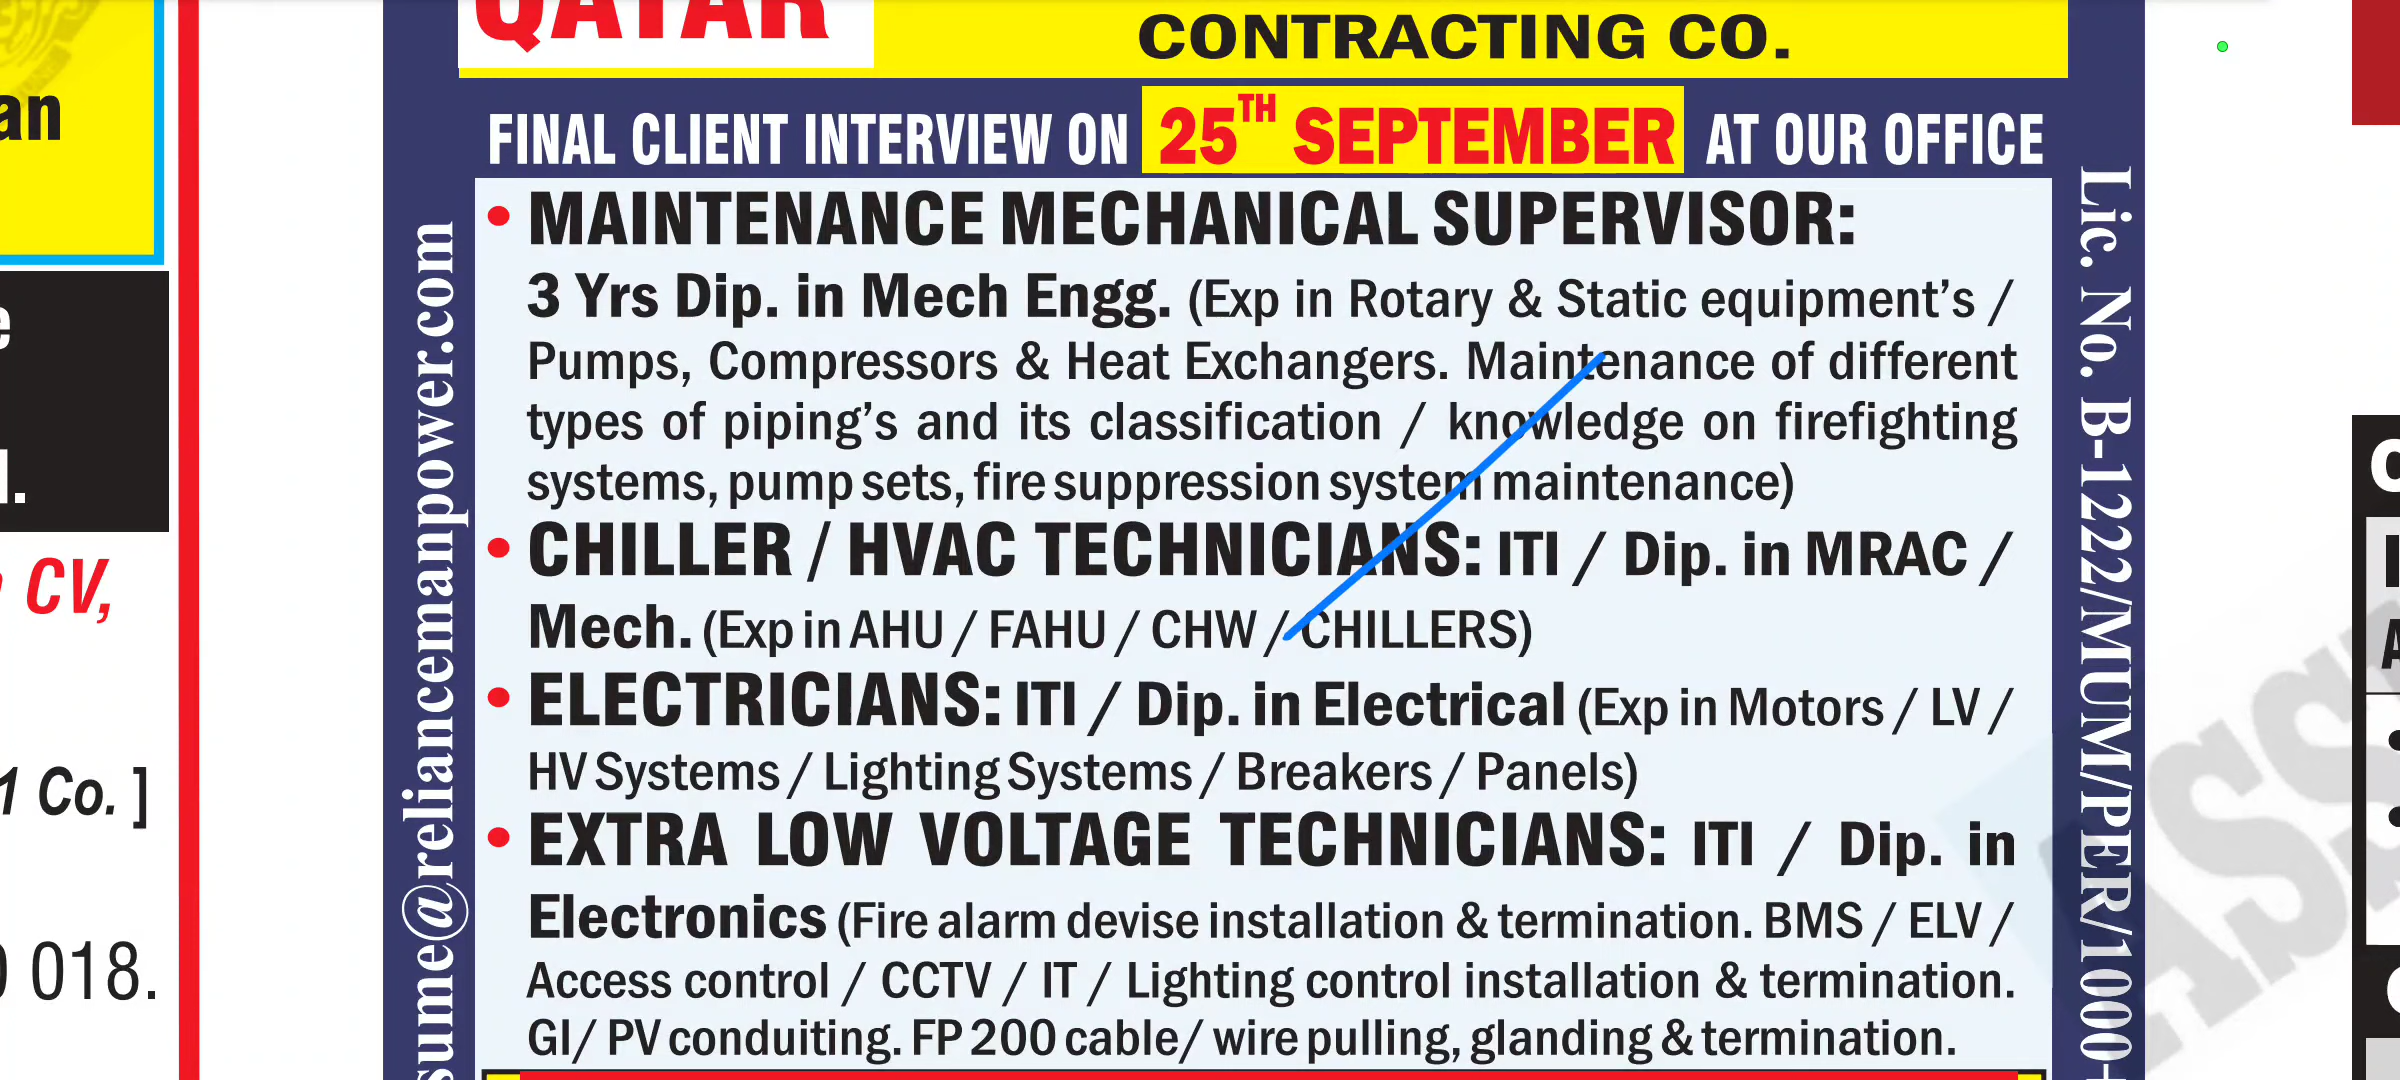 QATAR
CONTRACTING CO.
FINAL CLIENT INTERVIEW ON 25TH SEPTEMBER AT OUR OFFICE
• MAINTENANCE MECHANICAL SUPERVISOR:
3 Yrs Dip. in Mech Engg. (Exp in Rotary & Static equipment's /
Pumps, Compressors & Heat Exchangers. Maintenance of different
types of piping's and its classification / knowledge on firefighting
systems, pump sets, fire suppression system maintenance)
• CHILLER / HVAC TECHNICIANS: ITI / Dip. in MRAC /
Mech. (Exp in AHU / FAHU / CHW / CHILLERS)
• ELECTRICIANS: ITI / Dip. in Electrical (Exp in Motors / LV /
HV Systems / Lighting Systems / Breakers / Panels)
• EXTRA LOW VOLTAGE TECHNICIANS: ITI / Dip. in
Electronics (Fire alarm devise installation & termination. BMS / ELV /
Access control / CCTV / IT / Lighting control installation & termination.
GI/ PV conduiting. FP 200 cable/ wire pulling, glanding & termination.
sume@reliancemanpower.com
Lic. No. B-1222/MUM/PER/1000+
an
CV,
1 Co. ]
018.
ASS